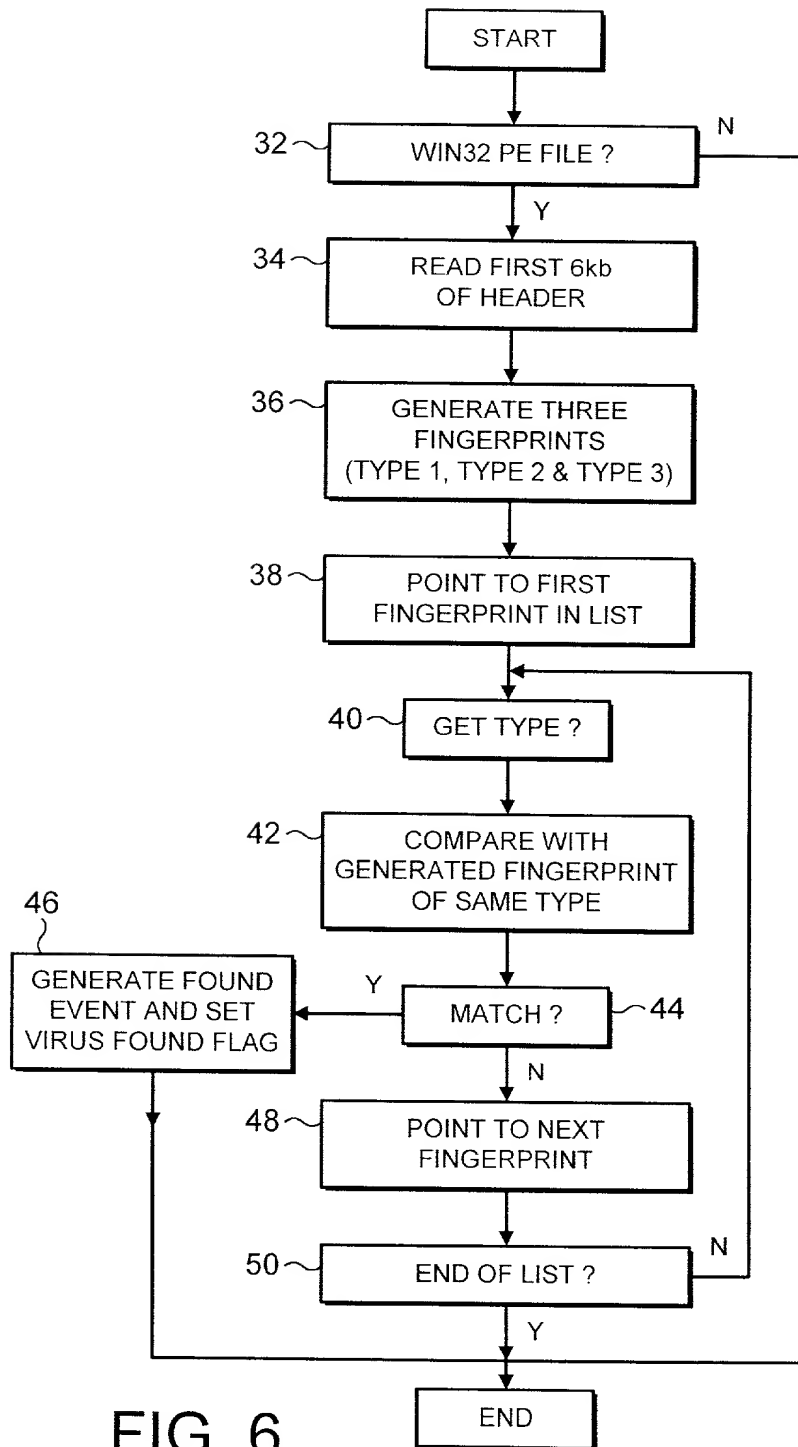 START
32
WIN32 PE FILE ?
N
Y
34
READ FIRST 6kb
OF HEADER
36
GENERATE THREE
FINGERPRINTS
(TYPE 1, TYPE 2 & TYPE 3)
38
POINT TO FIRST
FINGERPRINT IN LIST
40
GET TYPE ?
42
COMPARE WITH
GENERATED FINGERPRINT
OF SAME TYPE
46
GENERATE FOUND
EVENT AND SET
VIRUS FOUND FLAG
Y
MATCH ?
44
N
48
POINT TO NEXT
FINGERPRINT
50
END OF LIST ?
N
Y
END
FIG. 6